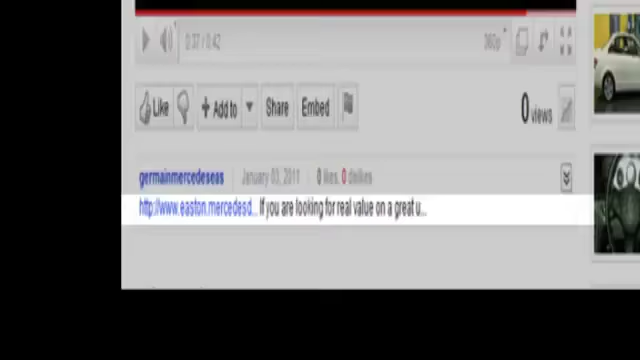 0:37 / 0:42 360p
Like Add to Share Embed 0 views
germainmercedeseas January 03, 2011 0 likes, 0 dislikes
http://www.easton.mercedesd... If you are looking for real value on a great u...